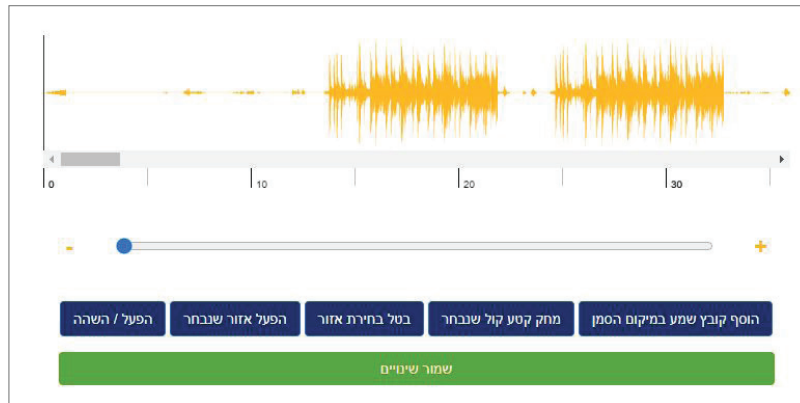 0 10 20 30
- +
הוסף קובץ שמע במיקום הסמן מחק קטע קול שנבחר בטל בחירת אזור הפעל אזור שנבחר הפעל / השהה
שמור שינויים